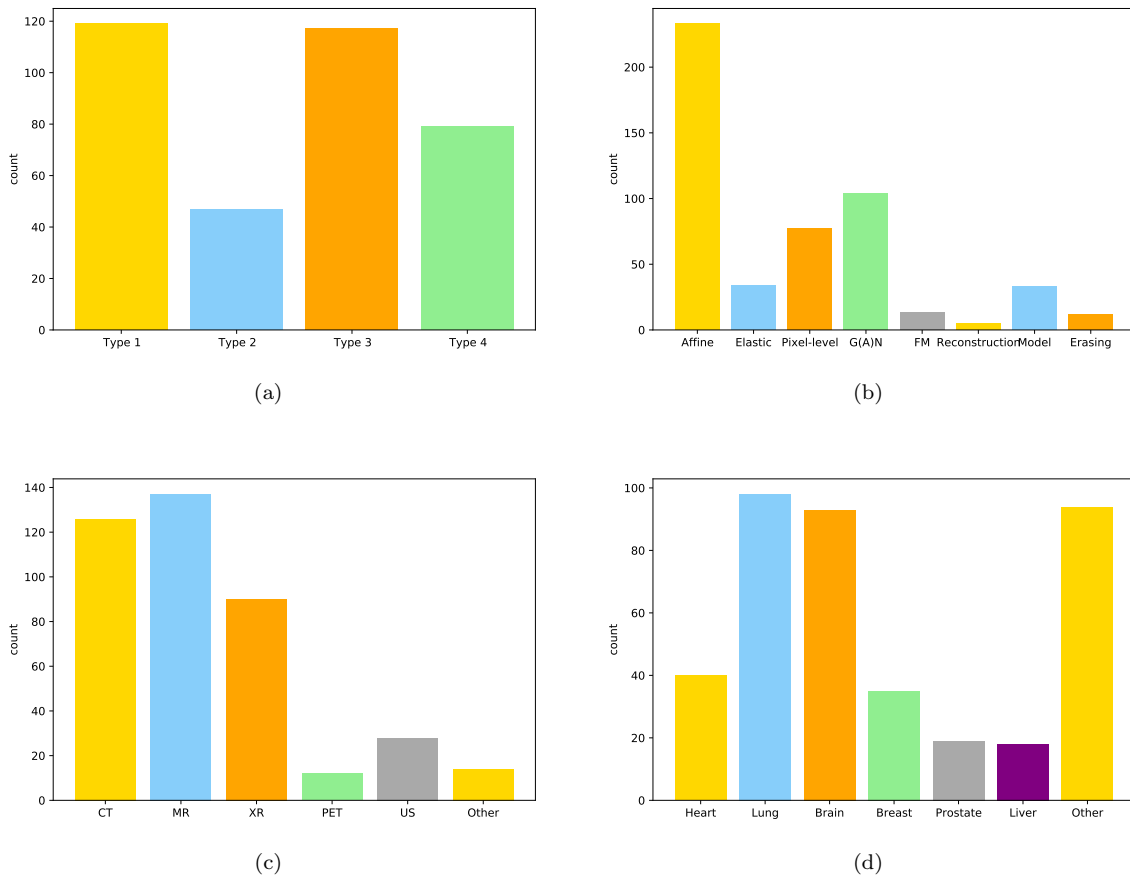 120
100
80
60
40
20
0
count
Type 1 Type 2 Type 3 Type 4
(a)
200
150
100
50
0
count
Affine Elastic Pixel-level G(A)N FM Reconstruction Model Erasing
(b)
140
120
100
80
60
40
20
0
count
CT MR XR PET US Other
(c)
100
80
60
40
20
0
count
Heart Lung Brain Breast Prostate Liver Other
(d)